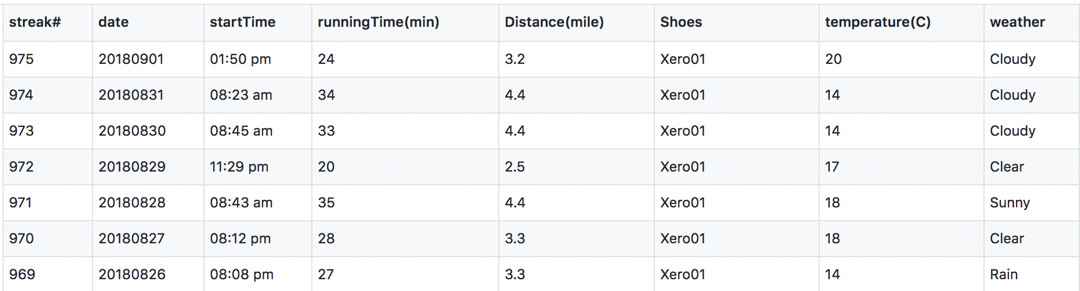 streak# date startTime runningTime(min) Distance(mile) Shoes temperature(C) weather
975 20180901 01:50 pm 24 3.2 Xero01 20 Cloudy
974 20180831 08:23 am 34 4.4 Xero01 14 Cloudy
973 20180830 08:45 am 33 4.4 Xero01 14 Cloudy
972 20180829 11:29 pm 20 2.5 Xero01 17 Clear
971 20180828 08:43 am 35 4.4 Xero01 18 Sunny
970 20180827 08:12 pm 28 3.3 Xero01 18 Clear
969 20180826 08:08 pm 27 3.3 Xero01 14 Rain